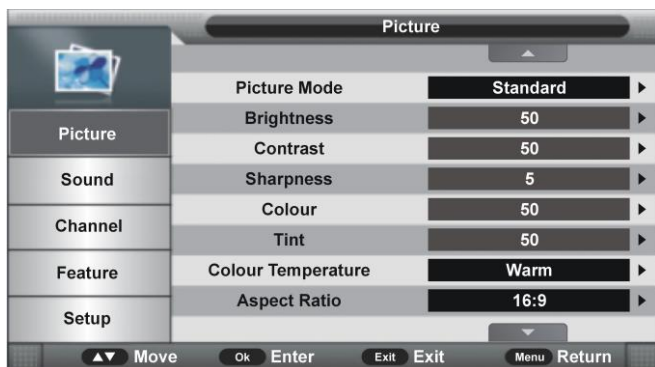 Picture
Picture
Sound
Channel
Feature
Setup
Picture Mode Standard
Brightness 50
Contrast 50
Sharpness 5
Colour 50
Tint 50
Colour Temperature Warm
Aspect Ratio 16:9
Move Ok Enter Exit Exit Menu Return